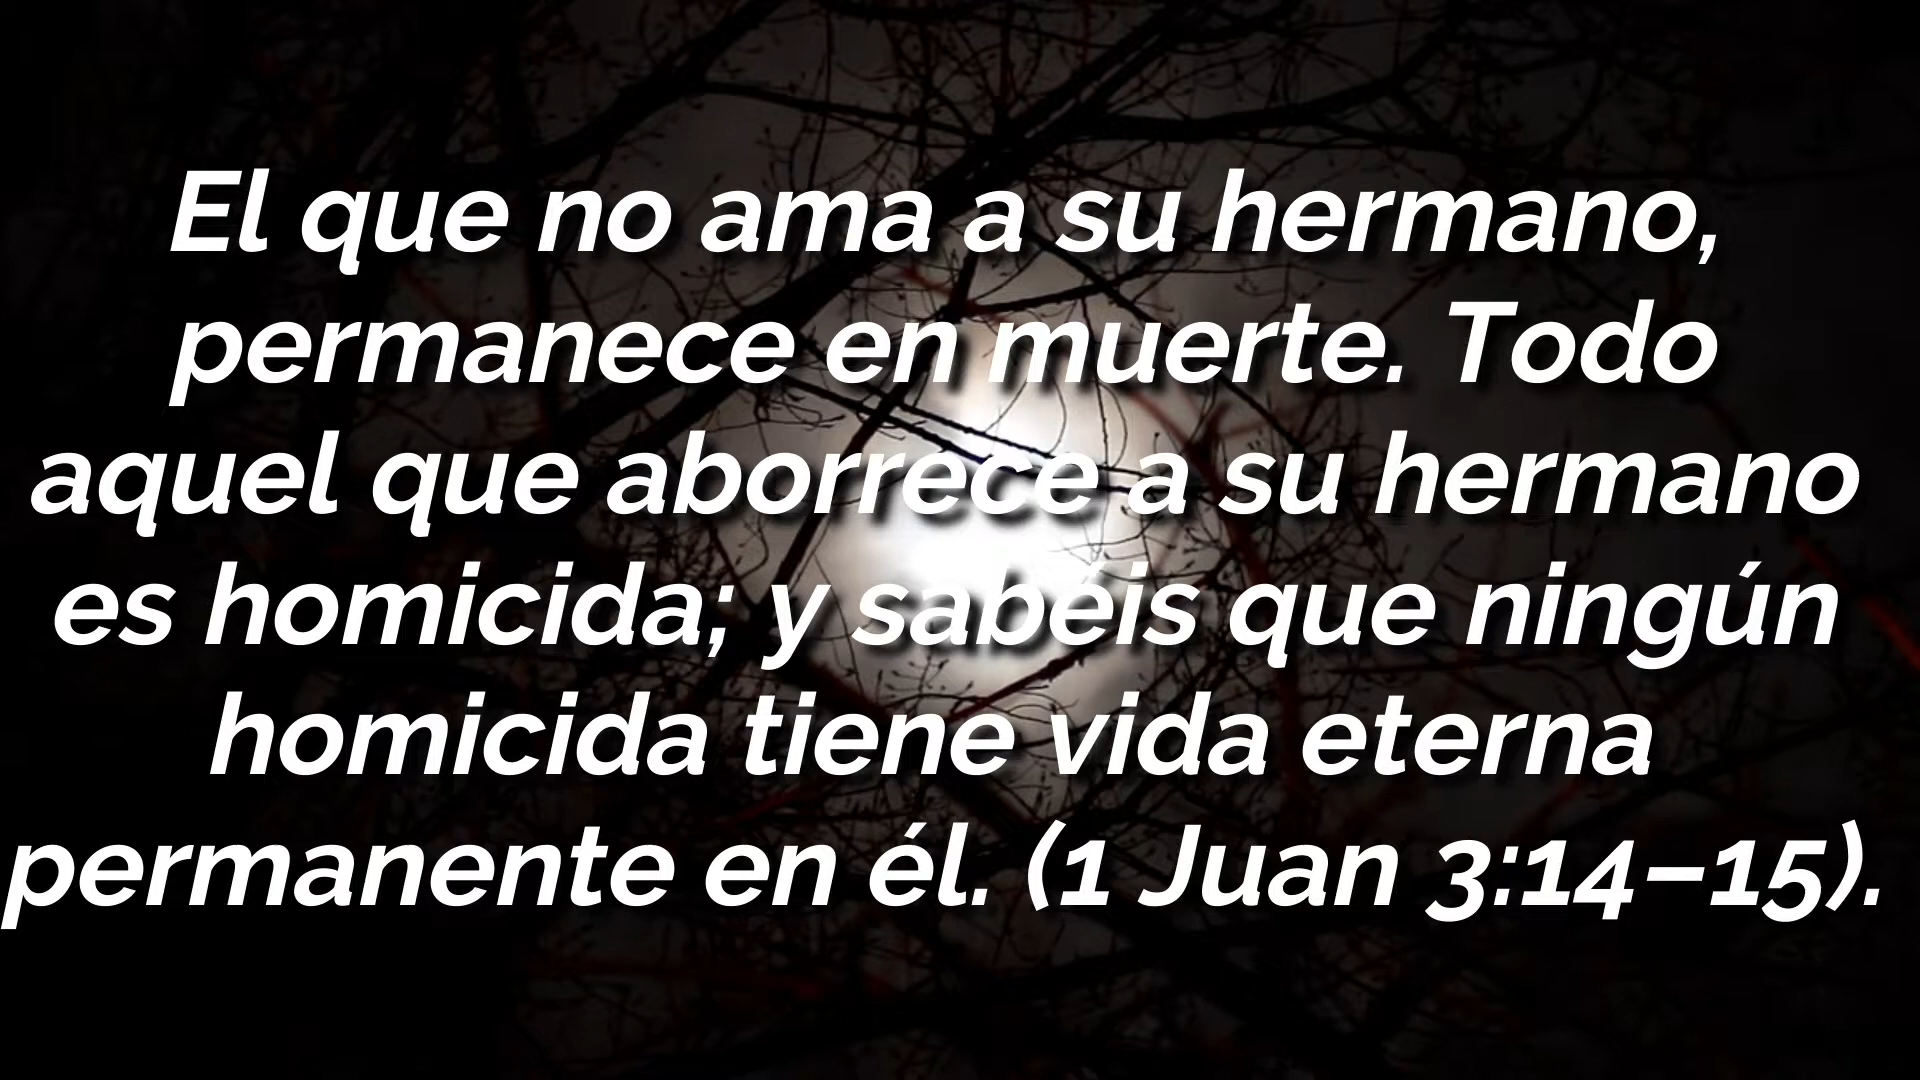 El que no ama a su hermano,
permanece en muerte. Todo
aquel que aborrece a su hermano
es homicida; y sabéis que ningún
homicida tiene vida eterna
permanente en él. (1 Juan 3:14–15).